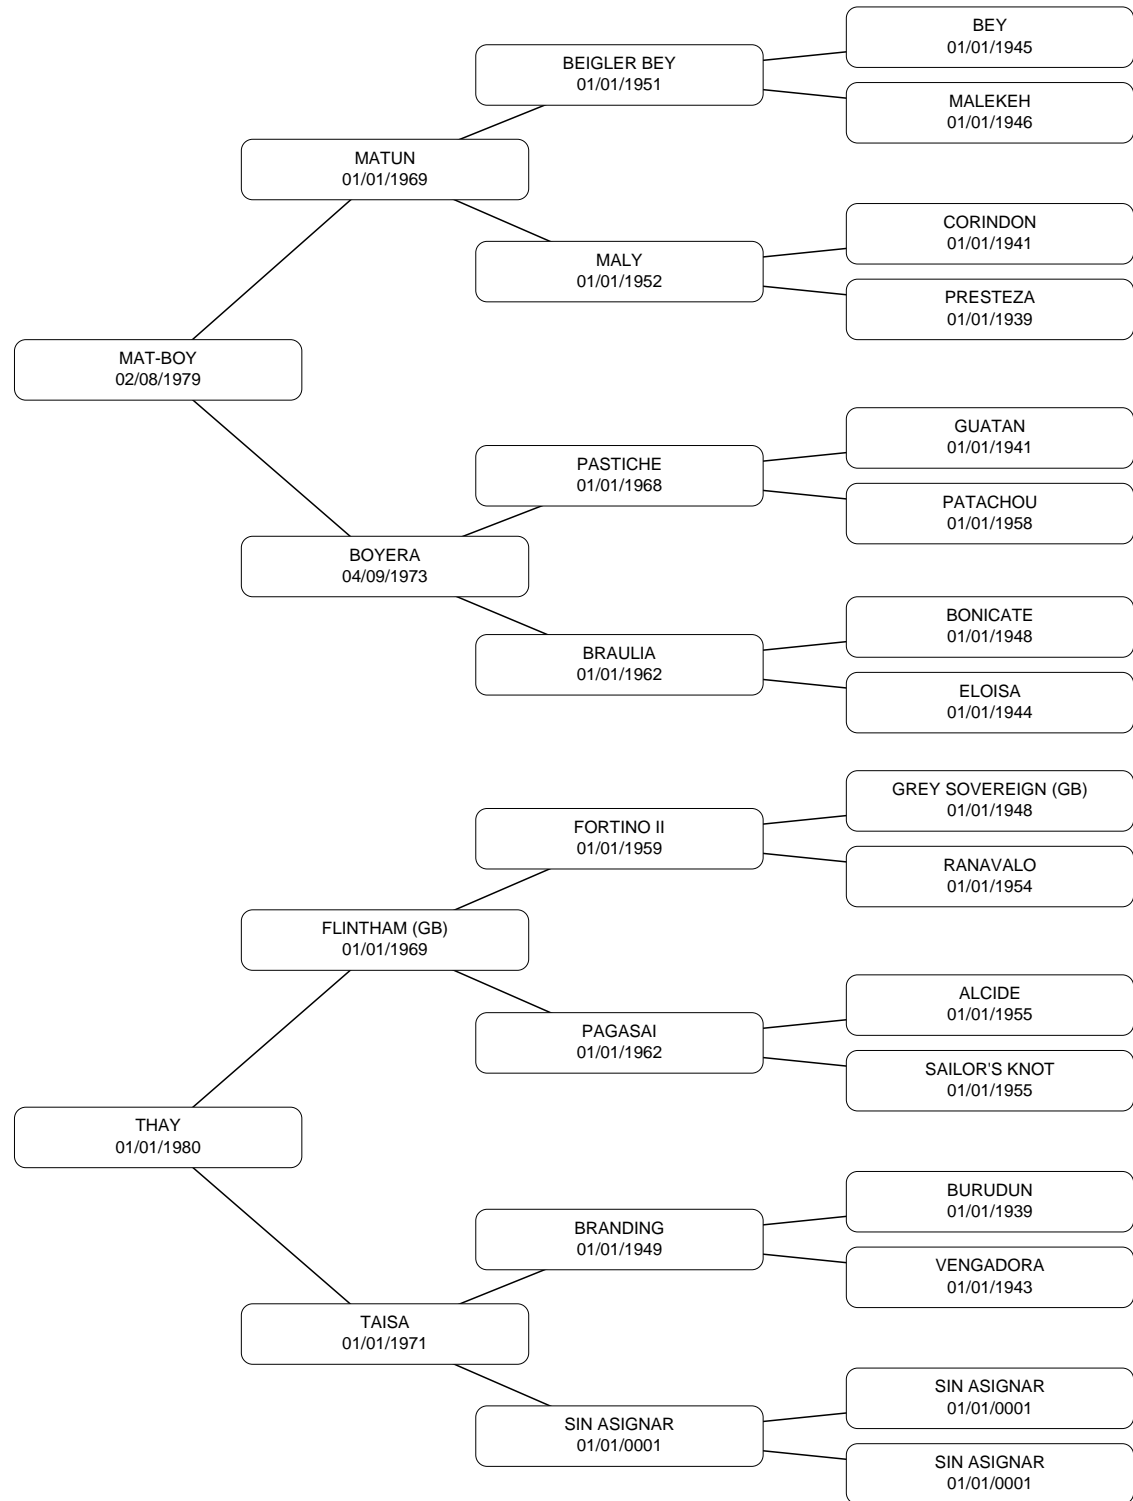 BEY
01/01/1945
BEIGLER BEY
01/01/1951
MALEKEH
01/01/1946
MATUN
01/01/1969
CORINDON
01/01/1941
MALY
01/01/1952
PRESTEZA
01/01/1939
MAT-BOY
02/08/1979
GUATAN
01/01/1941
PASTICHE
01/01/1968
PATACHOU
01/01/1958
BOYERA
04/09/1973
BONICATE
01/01/1948
BRAULIA
01/01/1962
ELOISA
01/01/1944
GREY SOVEREIGN (GB)
01/01/1948
FORTINO II
01/01/1959
RANAVALO
01/01/1954
FLINTHAM (GB)
01/01/1969
ALCIDE
01/01/1955
PAGASAI
01/01/1962
SAILOR'S KNOT
01/01/1955
THAY
01/01/1980
BURUDUN
01/01/1939
BRANDING
01/01/1949
VENGADORA
01/01/1943
TAISA
01/01/1971
SIN ASIGNAR
01/01/0001
SIN ASIGNAR
01/01/0001
SIN ASIGNAR
01/01/0001